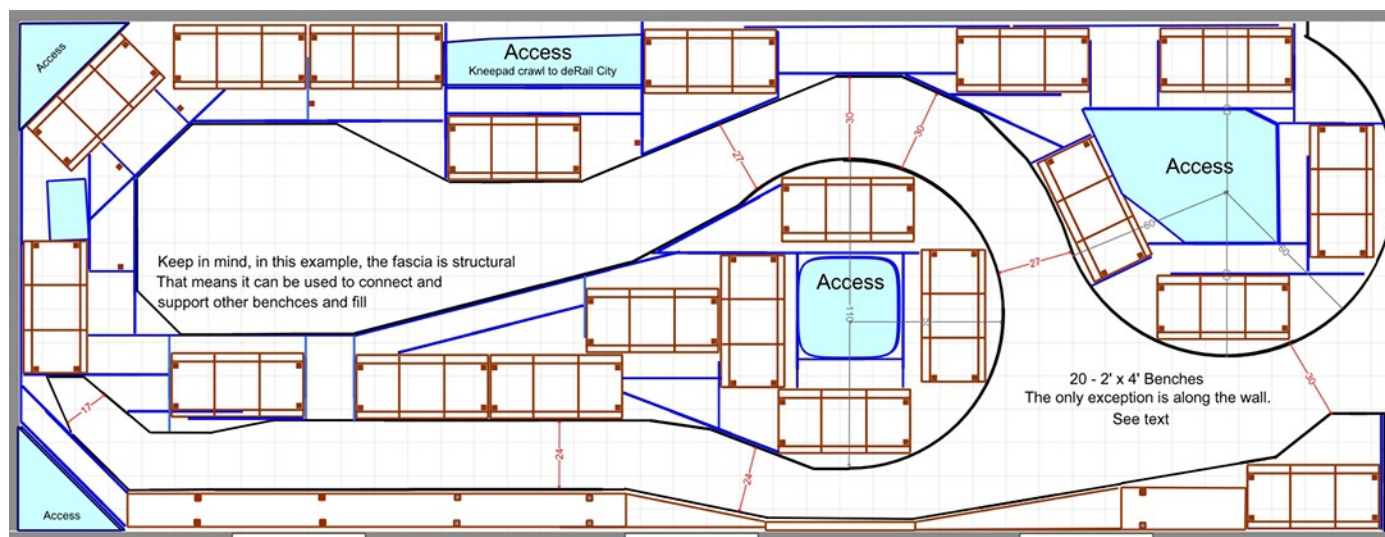 Access
Access
Kneepad crawl to deRail City
30
30
27
Access
60
60
Keep in mind, in this example, the fascia is structural
That means it can be used to connect and
support other benchces and fill
27
Access
110
20 - 2' x 4' Benches
The only exception is along the wall.
See text
30
17
24
24
Access